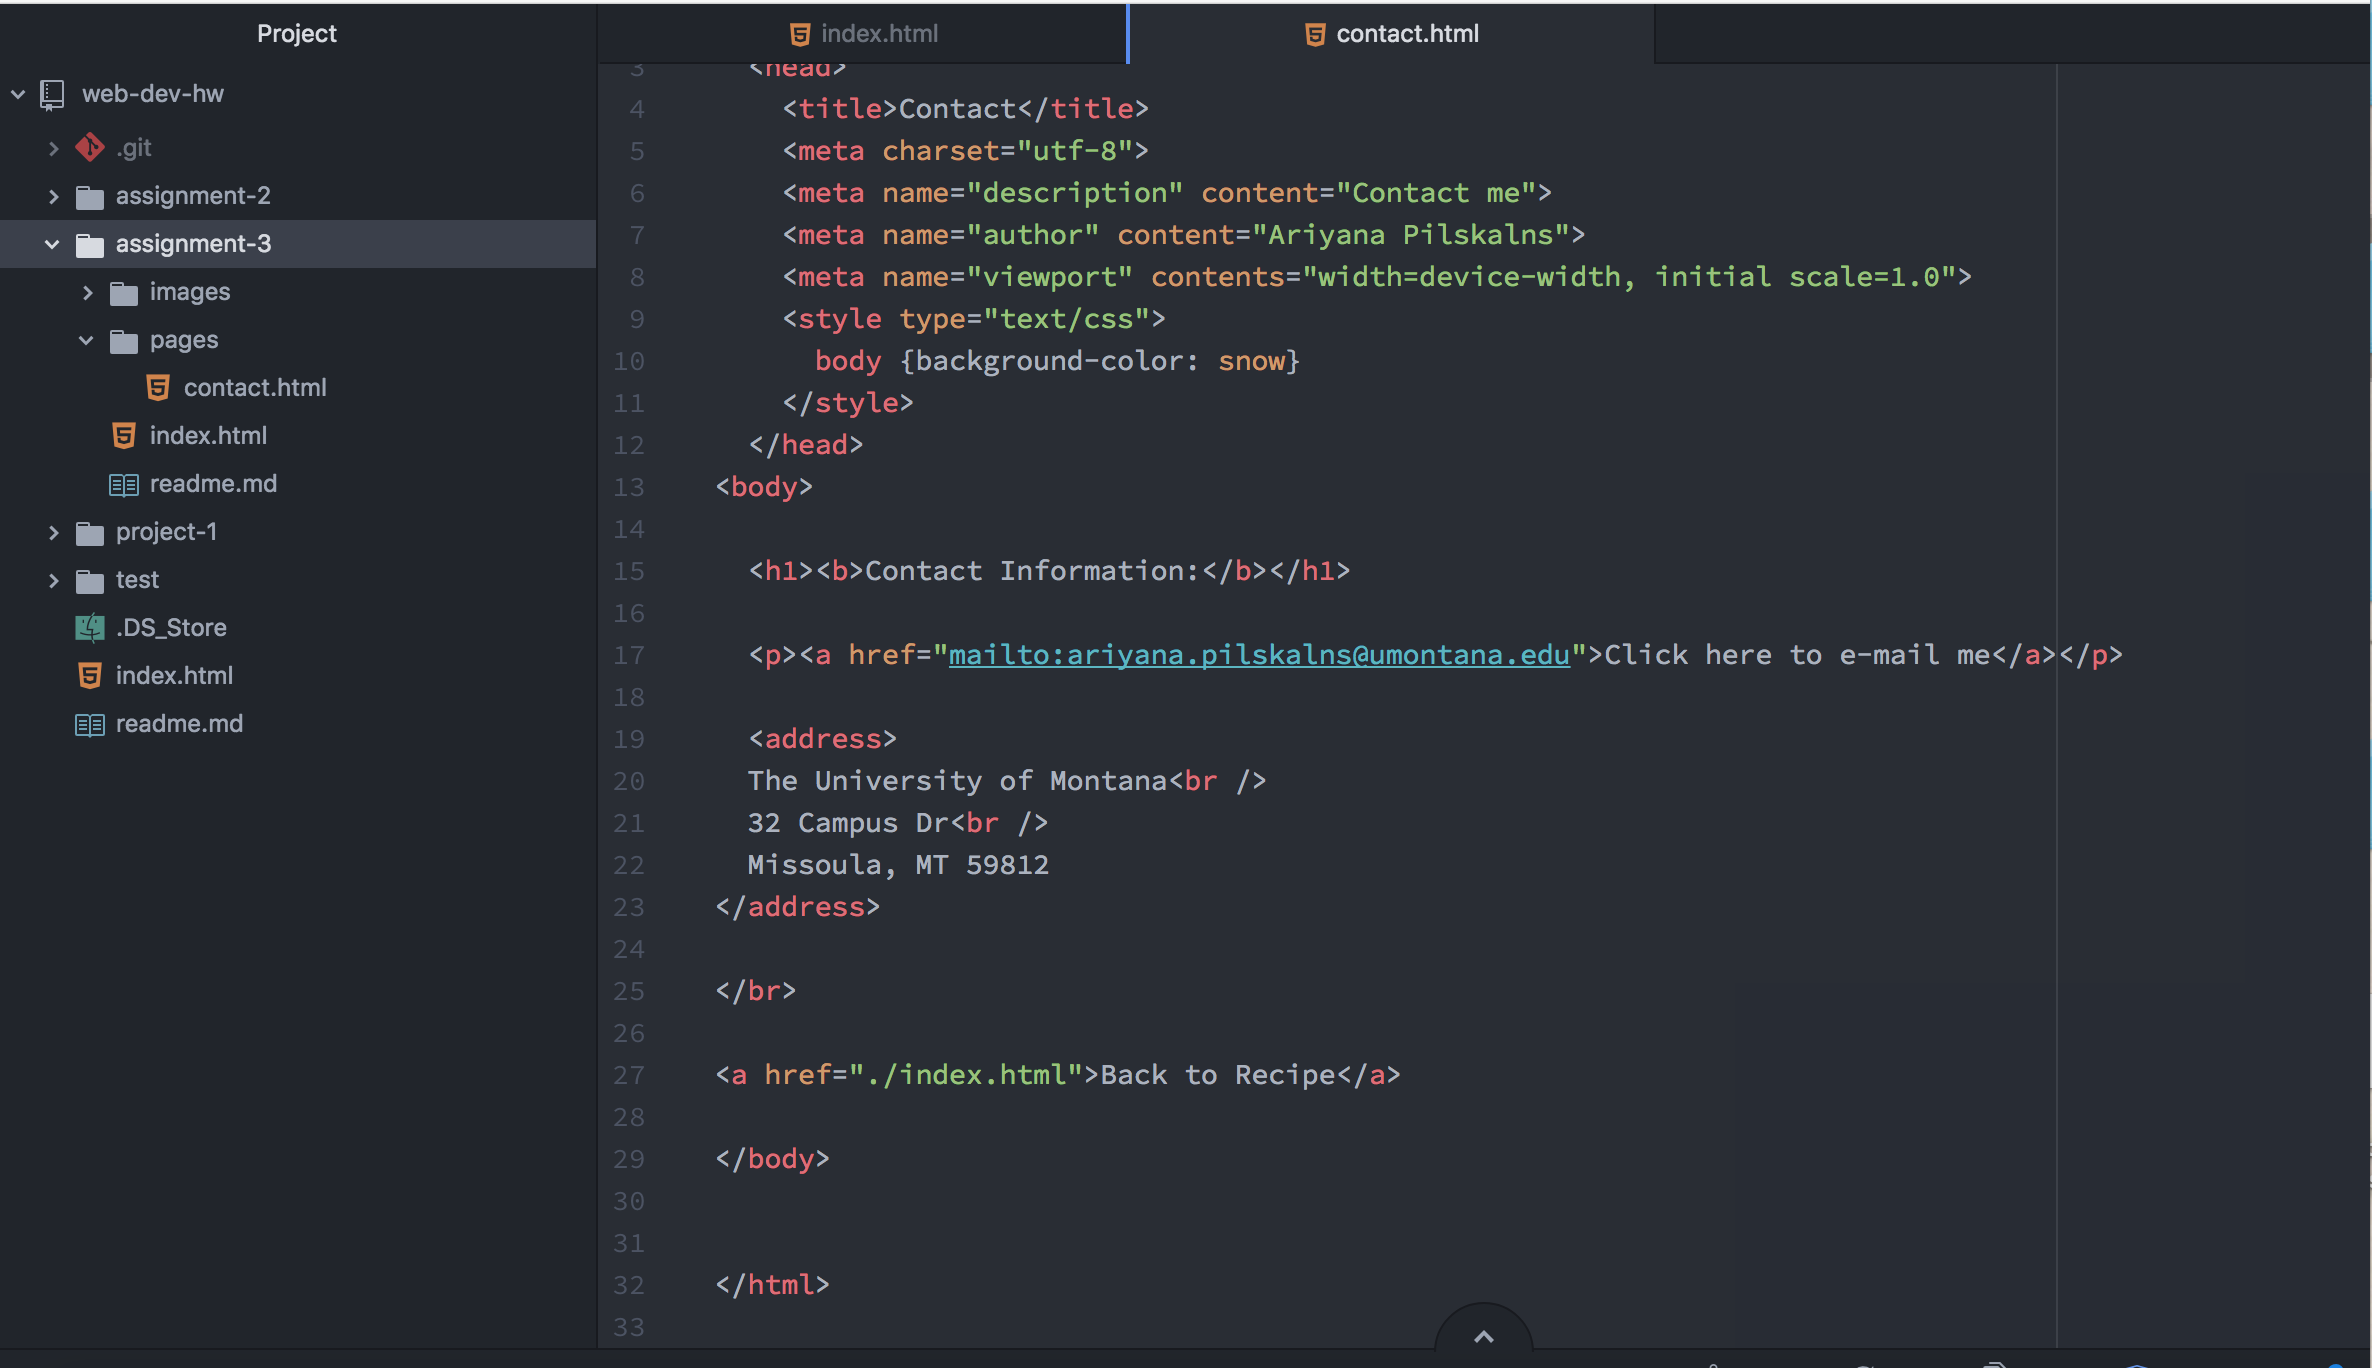 Project
web-dev-hw
.git
assignment-2
assignment-3
images
pages
contact.html
index.html
readme.md
project-1
test
.DS_Store
index.html
readme.md
index.html
contact.html
3 <head>
4 <title>Contact</title>
5 <meta charset="utf-8">
6 <meta name="description" content="Contact me">
7 <meta name="author" content="Ariyana Pilskalns">
8 <meta name="viewport" contents="width=device-width, initial scale=1.0">
9 <style type="text/css">
10 body {background-color: snow}
11 </style>
12 </head>
13 <body>
14
15 <h1><b>Contact Information:</b></h1>
16
17 <p><a href="mailto:ariyana.pilskalns@umontana.edu">Click here to e-mail me</a></p>
18
19 <address>
20 The University of Montana<br />
21 32 Campus Dr<br />
22 Missoula, MT 59812
23 </address>
24
25 </br>
26
27 <a href="./index.html">Back to Recipe</a>
28
29 </body>
30
31
32 </html>
33